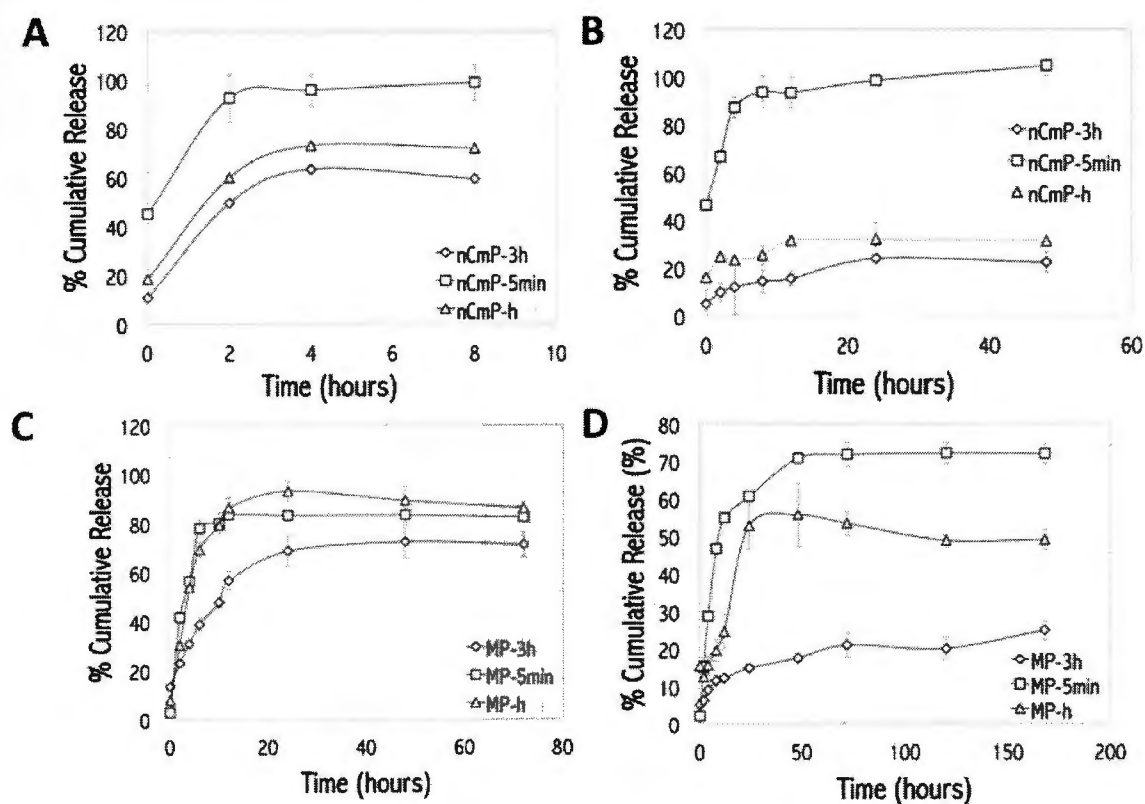 A
% Cumulative Release
120
100
80
60
40
20
0
0 2 4 6 8 10
Time (hours)
nCmP-3h
nCmP-5min
nCmP-h
B
% Cumulative Release
120
100
80
60
40
20
0
0 20 40 60
Time (hours)
nCmP-3h
nCmP-5min
nCmP-h
C
% Cumulative Release
120
100
80
60
40
20
0
0 20 40 60 80
Time (hours)
MP-3h
MP-5min
MP-h
D
% Cumulative Release (%)
80
70
60
50
40
30
20
10
0
0 50 100 150 200
Time (hours)
MP-3h
MP-5min
MP-h